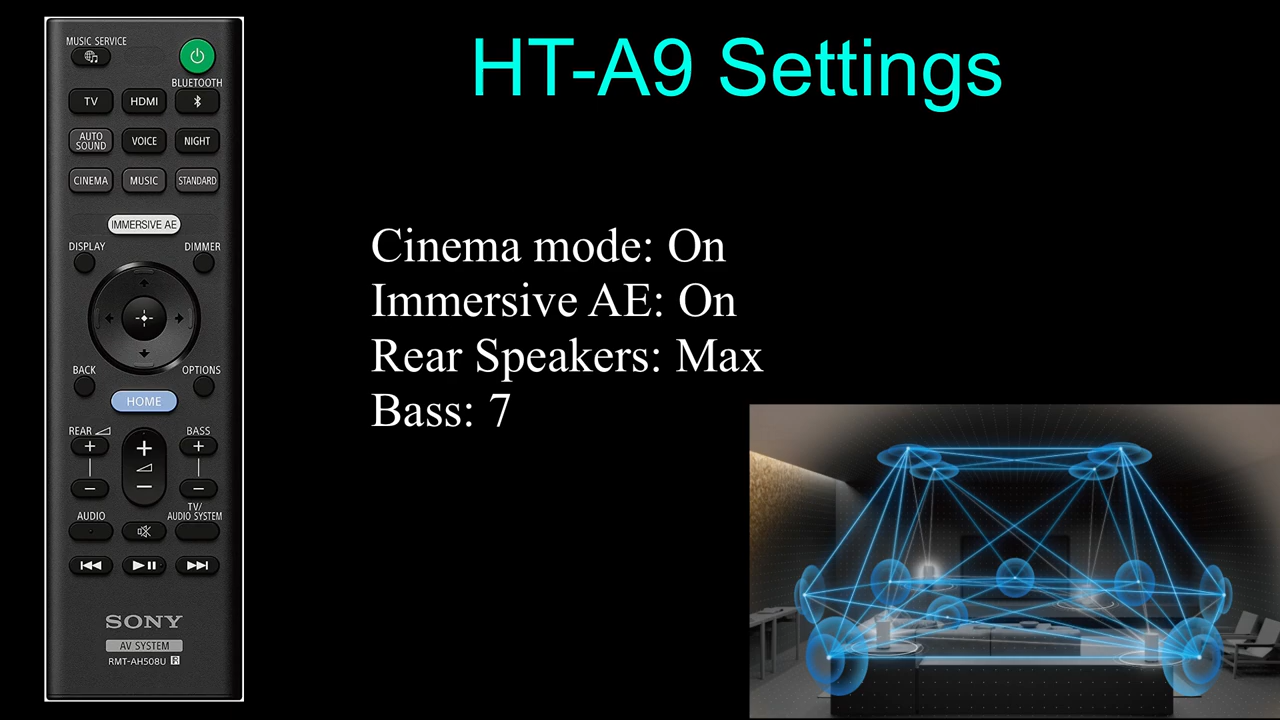 HT-A9 Settings
MUSIC SERVICE
BLUETOOTH
TV HDMI
AUTO SOUND VOICE NIGHT
CINEMA MUSIC STANDARD
IMMERSIVE AE
DISPLAY DIMMER
BACK OPTIONS
HOME
REAR BASS
+ + +
− − −
AUDIO TV/ AUDIO SYSTEM
SONY
AV SYSTEM
RMT-AH508U R
Cinema mode: On
Immersive AE: On
Rear Speakers: Max
Bass: 7